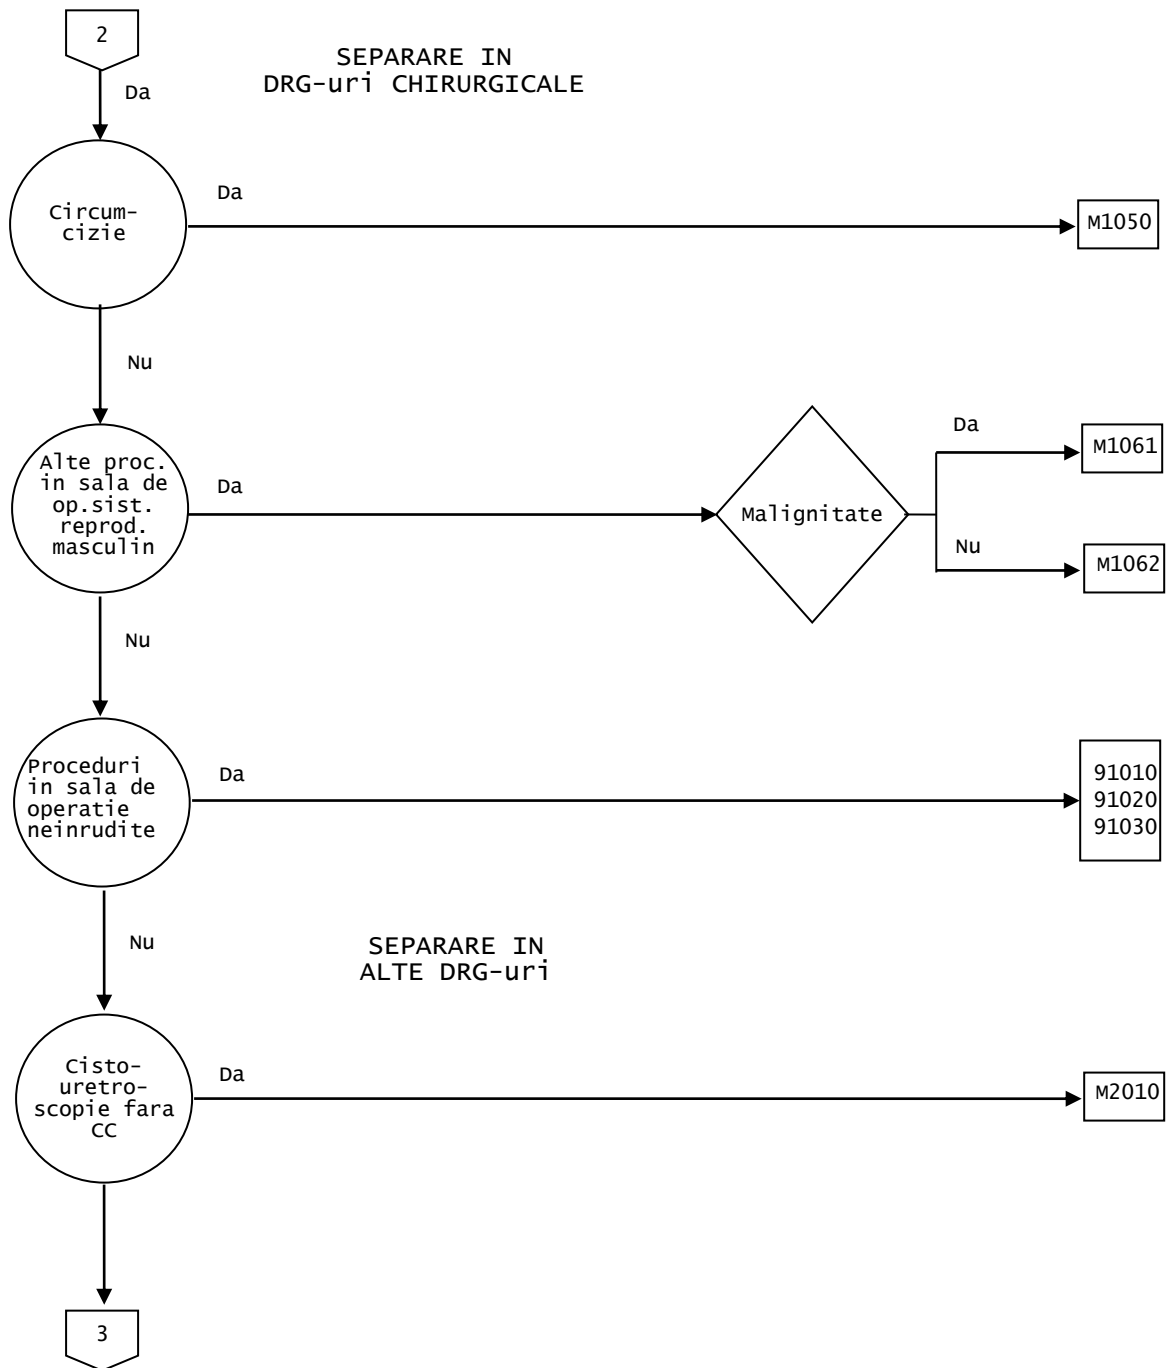 2
SEPARARE IN
DRG-uri CHIRURGICALE
Da
Circum-
cizie
Da
M1050
Nu
Alte proc.
in sala de
op.sist.
reprod.
masculin
Da
Malignitate
Da
M1061
Nu
M1062
Nu
Proceduri
in sala de
operatie
neinrudite
Da
91010
91020
91030
Nu
SEPARARE IN
ALTE DRG-uri
Cisto-
uretro-
scopie fara
CC
Da
M2010
3